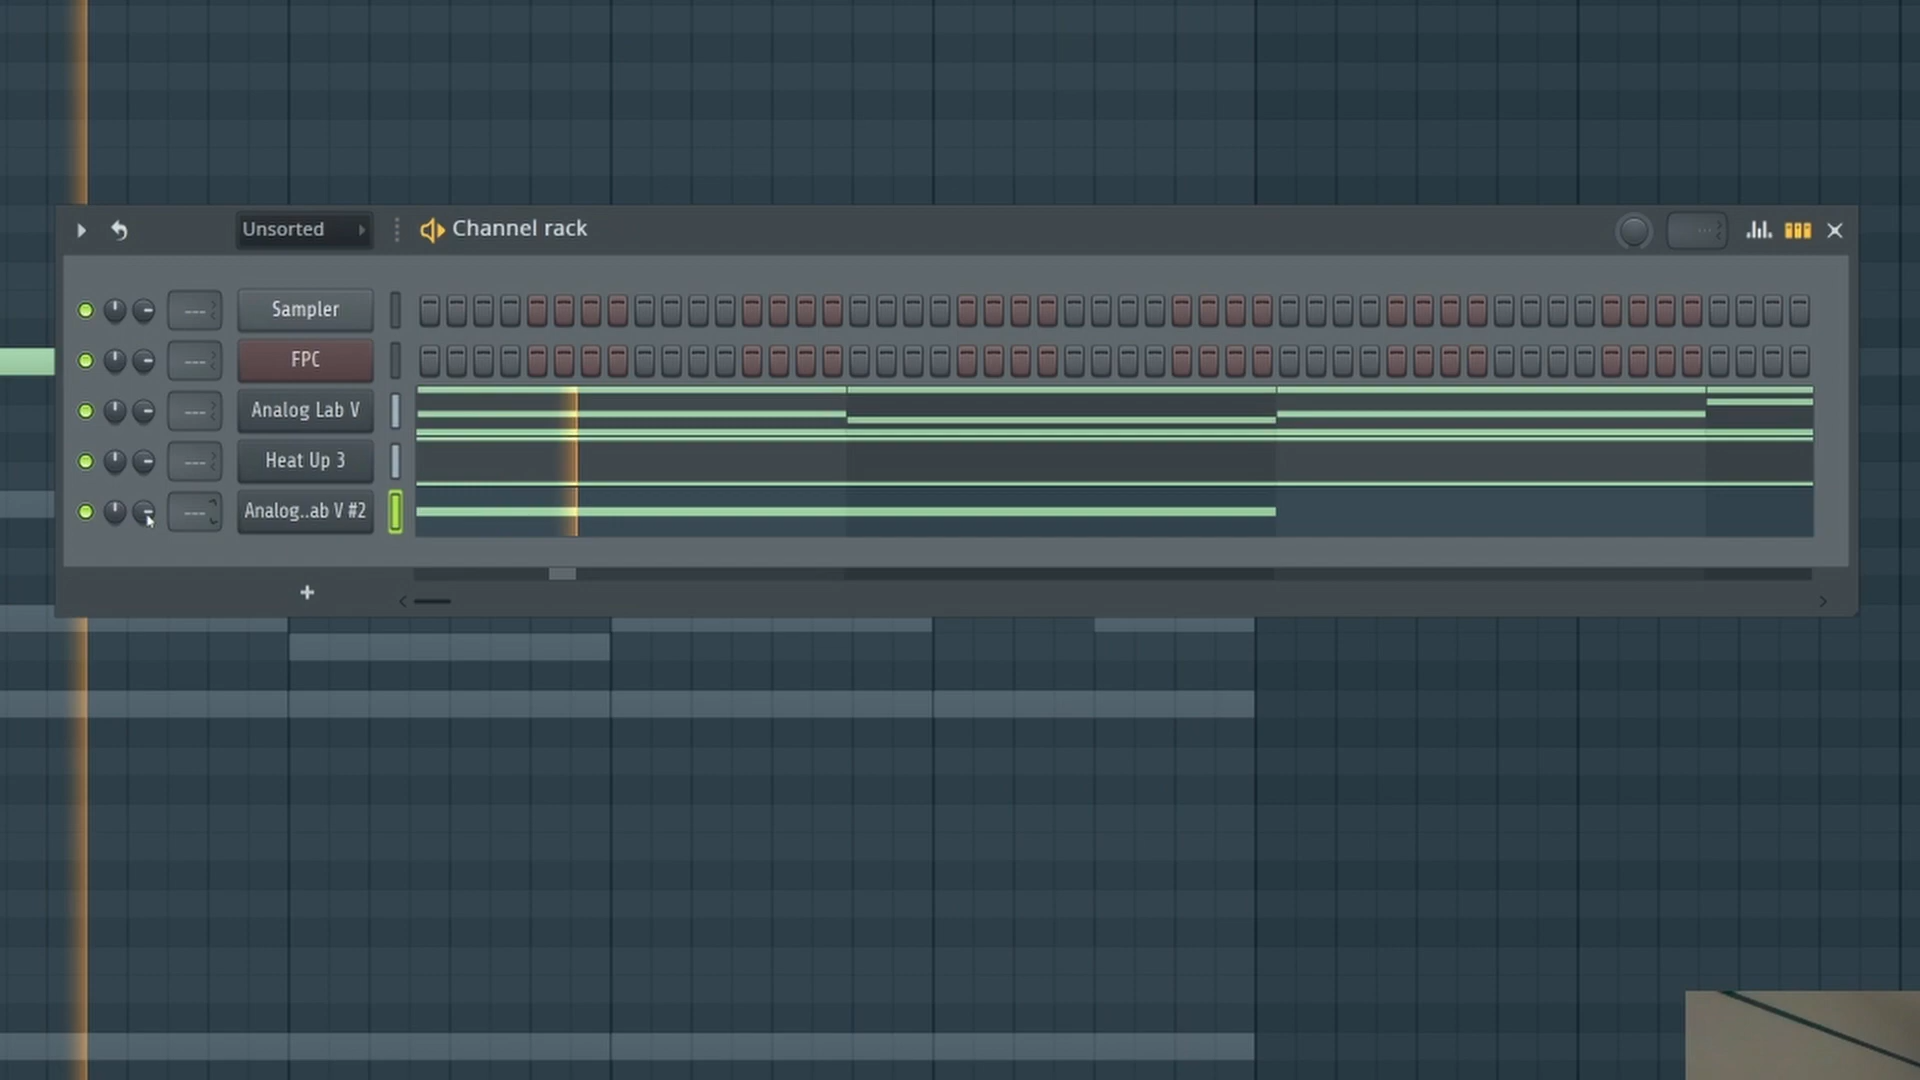 Unsorted
Channel rack
Sampler
FPC
Analog Lab V
Heat Up 3
Analog..ab V #2